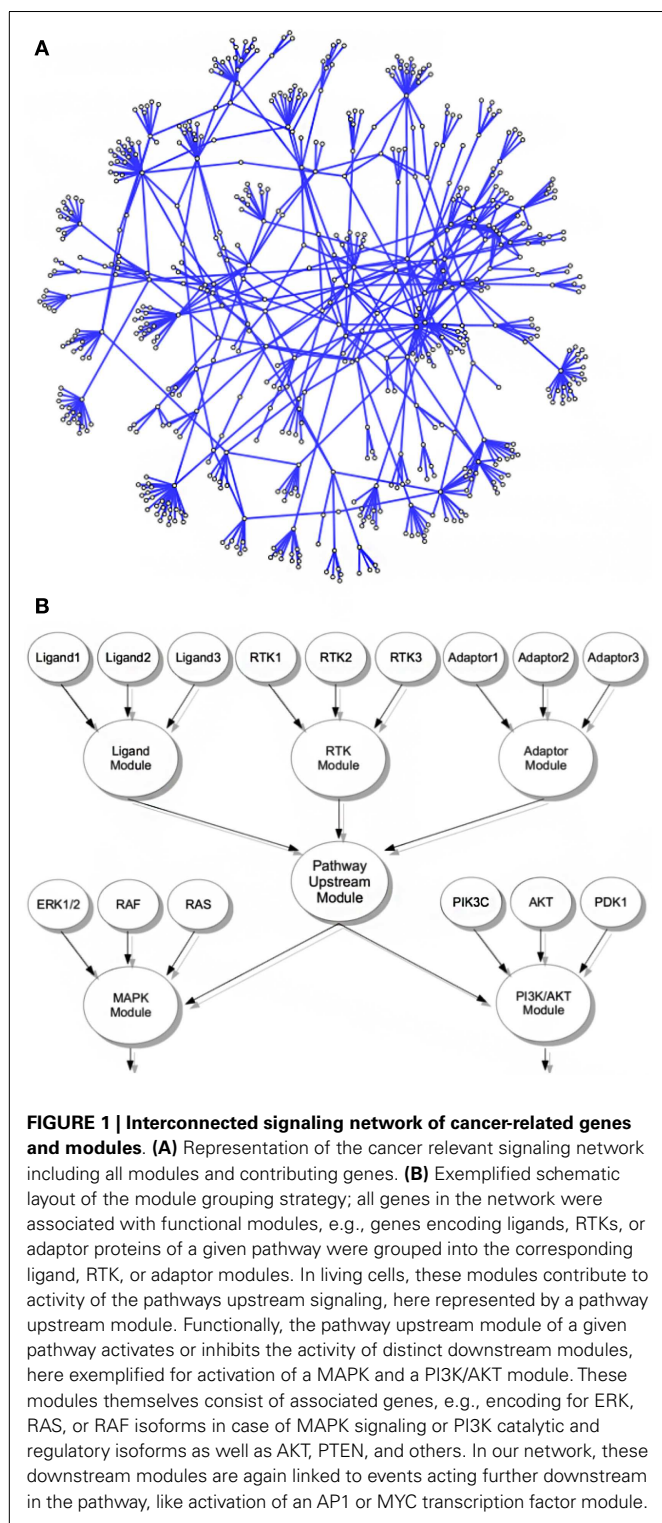 A
B
Ligand1 Ligand2 Ligand3 RTK1 RTK2 RTK3 Adaptor1 Adaptor2 Adaptor3
Ligand
Module
RTK
Module
Adaptor
Module
Pathway
Upstream
Module
ERK1/2 RAF RAS PIK3C AKT PDK1
MAPK
Module
PI3K/AKT
Module
FIGURE 1 | Interconnected signaling network of cancer-related genes
and modules. (A) Representation of the cancer relevant signaling network
including all modules and contributing genes. (B) Exemplified schematic
layout of the module grouping strategy; all genes in the network were
associated with functional modules, e.g., genes encoding ligands, RTKs, or
adaptor proteins of a given pathway were grouped into the corresponding
ligand, RTK, or adaptor modules. In living cells, these modules contribute to
activity of the pathways upstream signaling, here represented by a pathway
upstream module. Functionally, the pathway upstream module of a given
pathway activates or inhibits the activity of distinct downstream modules,
here exemplified for activation of a MAPK and a PI3K/AKT module. These
modules themselves consist of associated genes, e.g., encoding for ERK,
RAS, or RAF isoforms in case of MAPK signaling or PI3K catalytic and
regulatory isoforms as well as AKT, PTEN, and others. In our network, these
downstream modules are again linked to events acting further downstream
in the pathway, like activation of an AP1 or MYC transcription factor module.